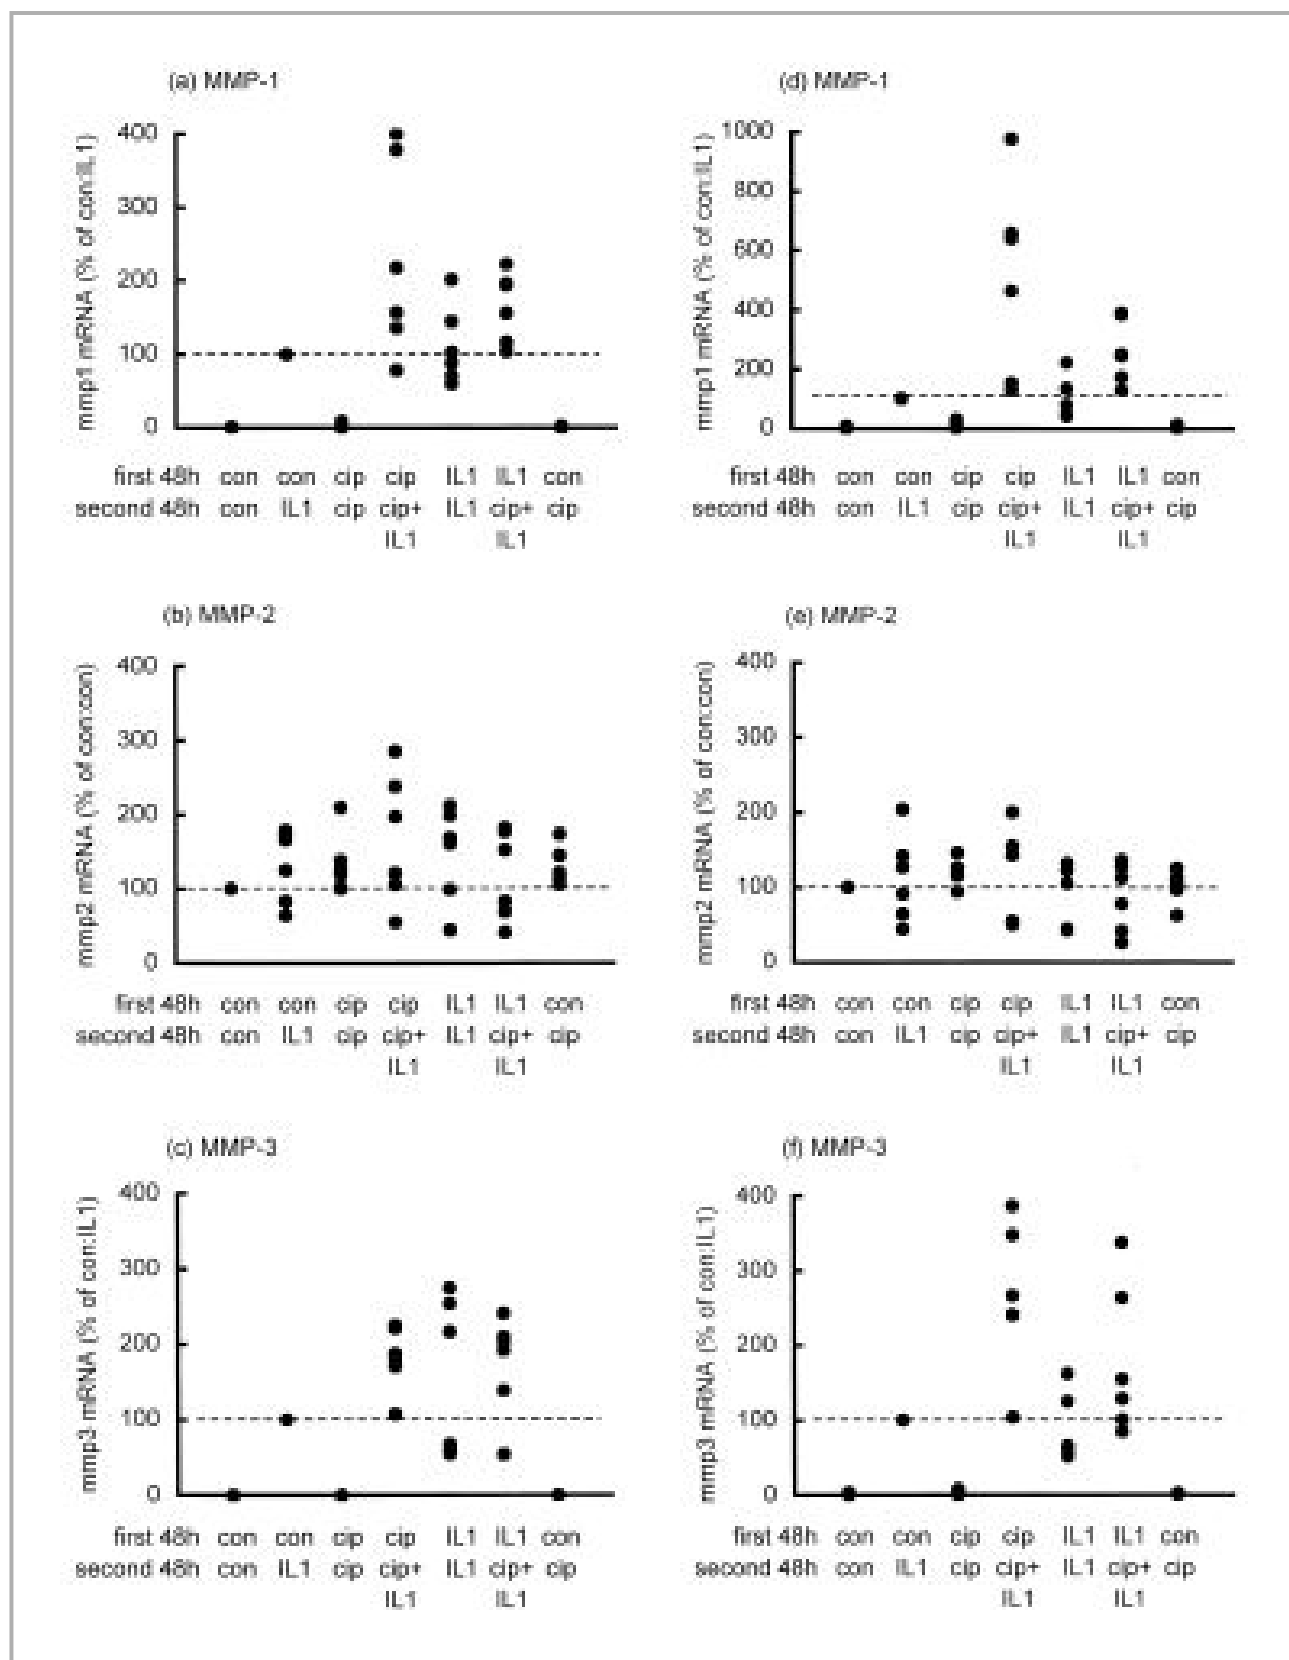 (a) MMP-1
mmp1 mRNA (% of con:IL1)
400
300
200
100
0
first 48h con con cip cip IL1 IL1 con
second 48h con IL1 cip cip+ IL1 cip+ cip
IL1 IL1
(d) MMP-1
mmp1 mRNA (% of con:IL1)
1000
800
600
400
200
0
first 48h con con cip cip IL1 IL1 con
second 48h con IL1 cip cip+ IL1 cip+ cip
IL1 IL1
(b) MMP-2
mmp2 mRNA (% of con:con)
400
300
200
100
0
first 48h con con cip cip IL1 IL1 con
second 48h con IL1 cip cip+ IL1 cip+ cip
IL1 IL1
(e) MMP-2
mmp2 mRNA (% of con:con)
400
300
200
100
0
first 48h con con cip cip IL1 IL1 con
second 48h con IL1 cip cip+ IL1 cip+ cip
IL1 IL1
(c) MMP-3
mmp3 mRNA (% of con:IL1)
400
300
200
100
0
first 48h con con cip cip IL1 IL1 con
second 48h con IL1 cip cip+ IL1 cip+ cip
IL1 IL1
(f) MMP-3
mmp3 mRNA (% of con:IL1)
400
300
200
100
0
first 48h con con cip cip IL1 IL1 con
second 48h con IL1 cip cip+ IL1 cip+ cip
IL1 IL1